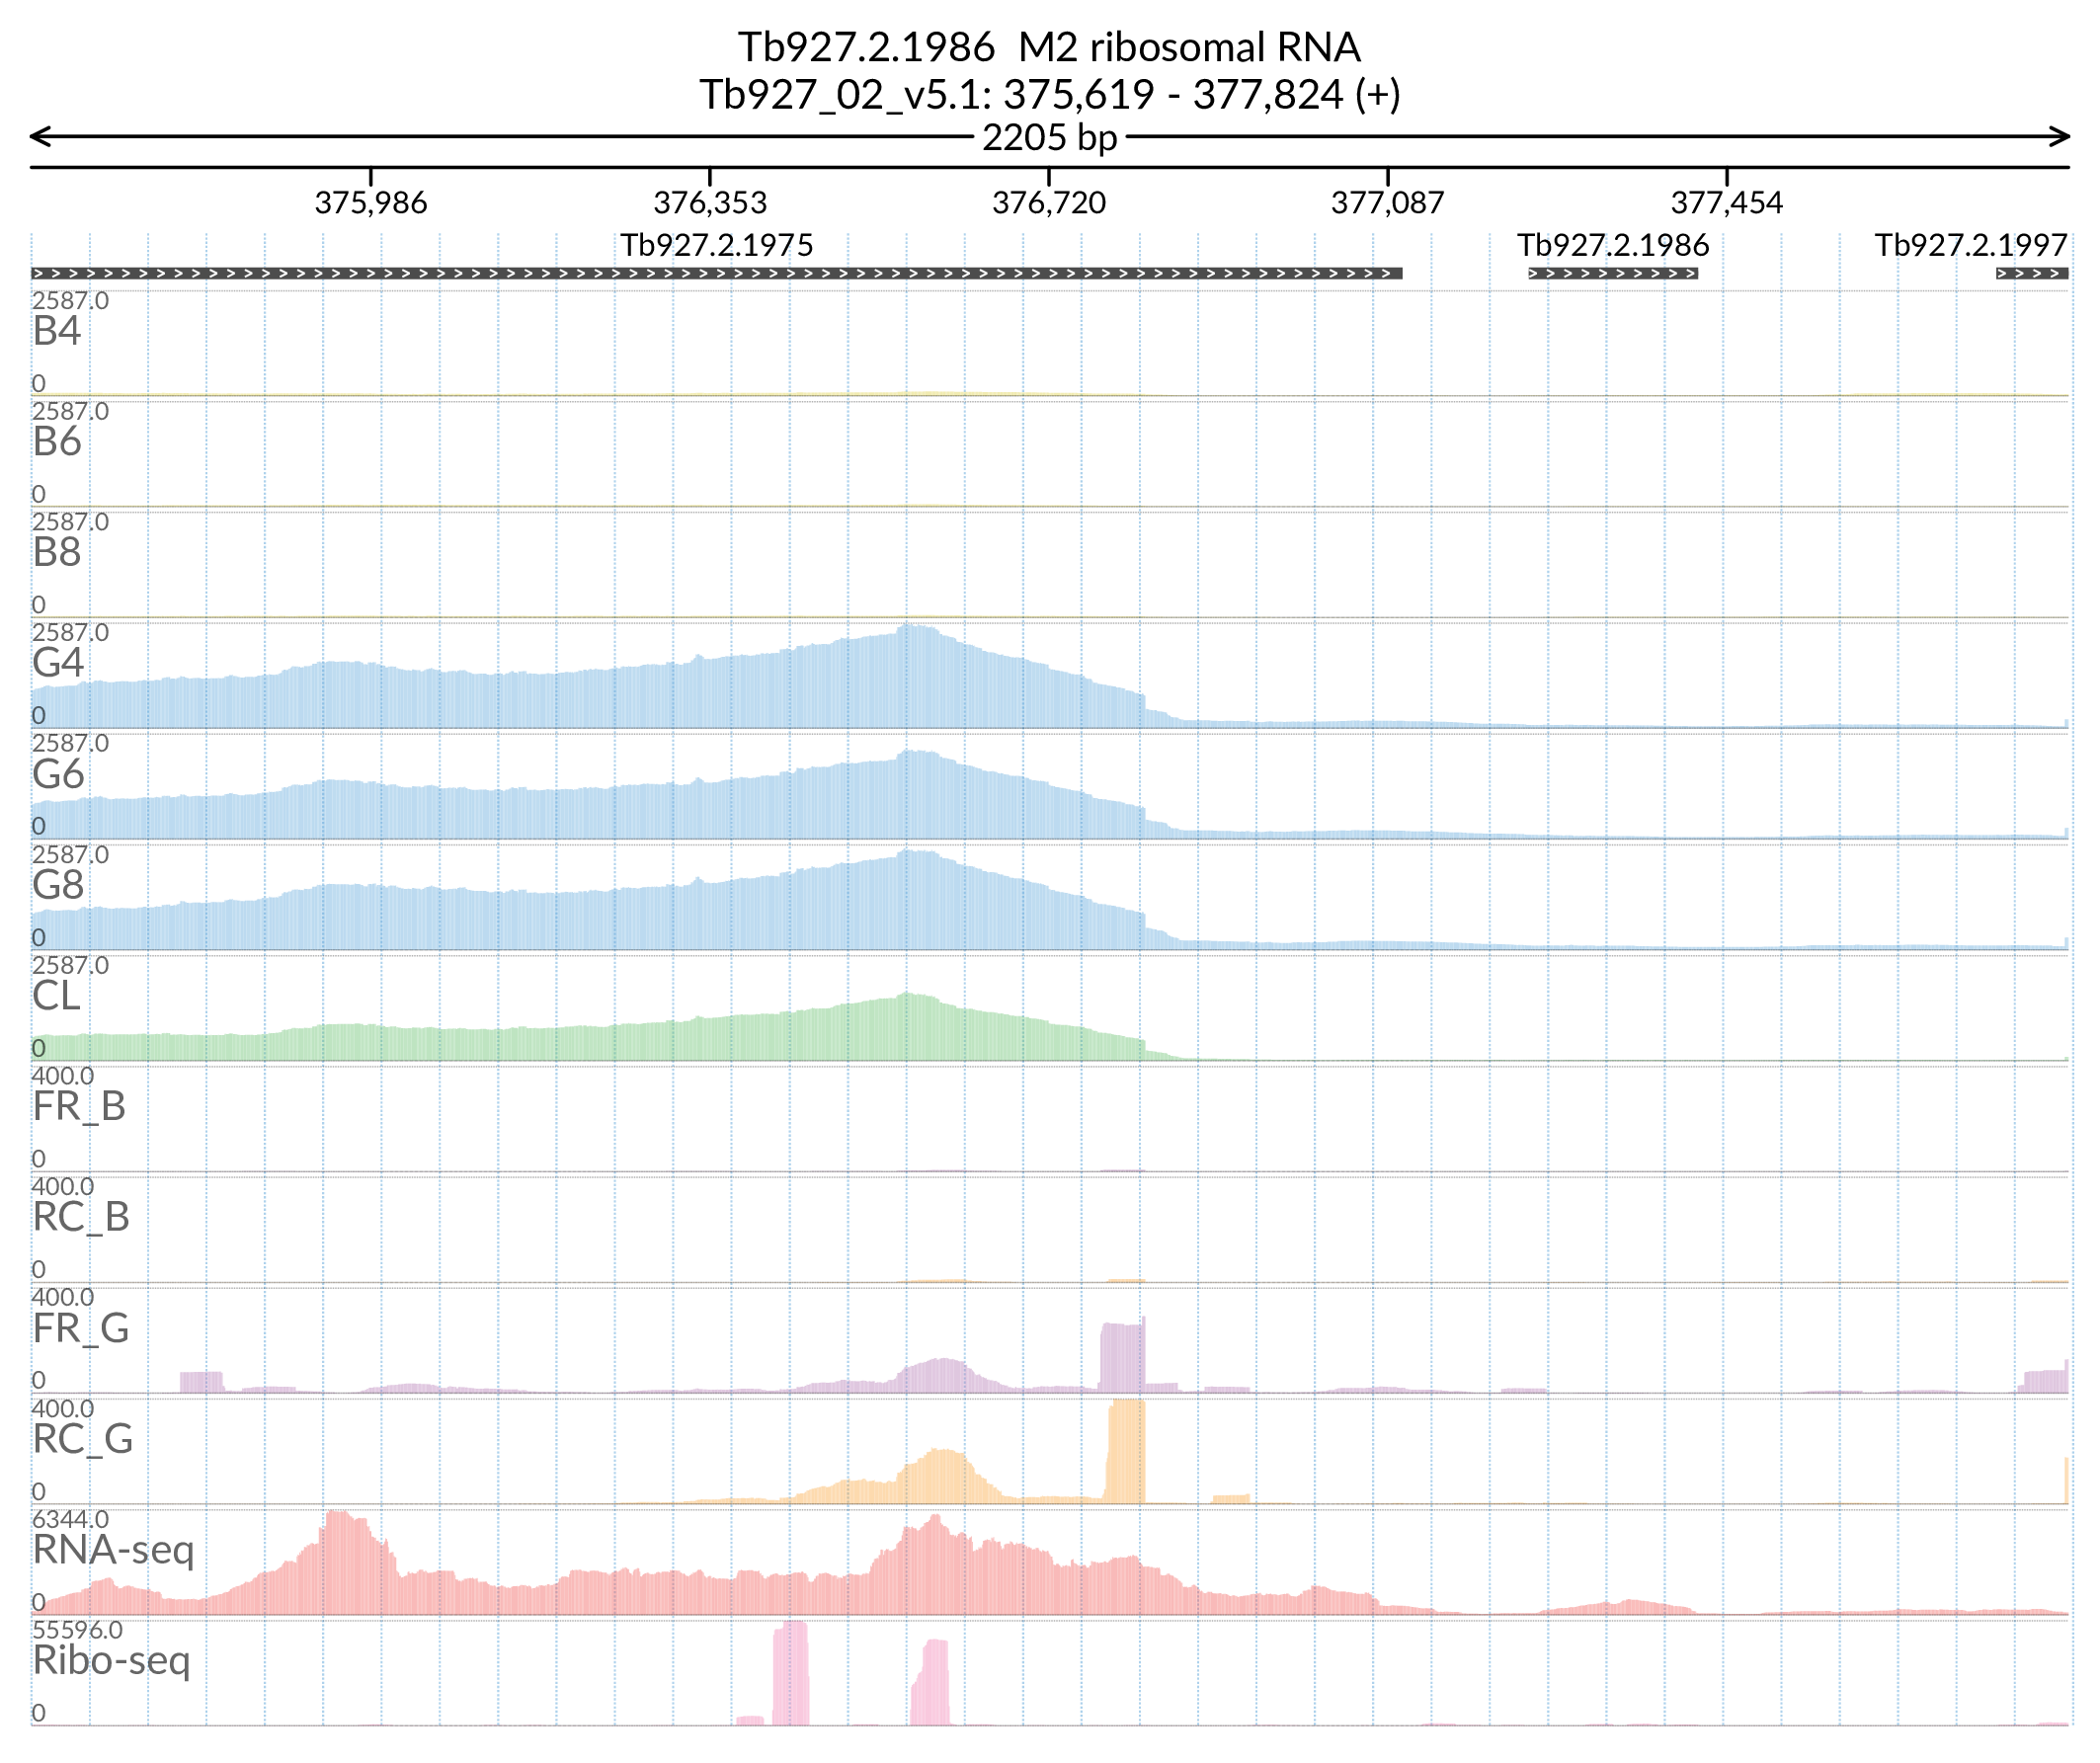 Tb927.2.1986  M2 ribosomal RNA
Tb927_02_v5.1: 375,619 - 377,824 (+)
2205 bp
375,986 376,353 376,720 377,087 377,454
Tb927.2.1975 Tb927.2.1986 Tb927.2.1997
2587.0
B4
0
2587.0
B6
0
2587.0
B8
0
2587.0
G4
0
2587.0
G6
0
2587.0
G8
0
2587.0
CL
0
400.0
FR_B
0
400.0
RC_B
0
400.0
FR_G
0
400.0
RC_G
0
6344.0
RNA-seq
0
55596.0
Ribo-seq
0